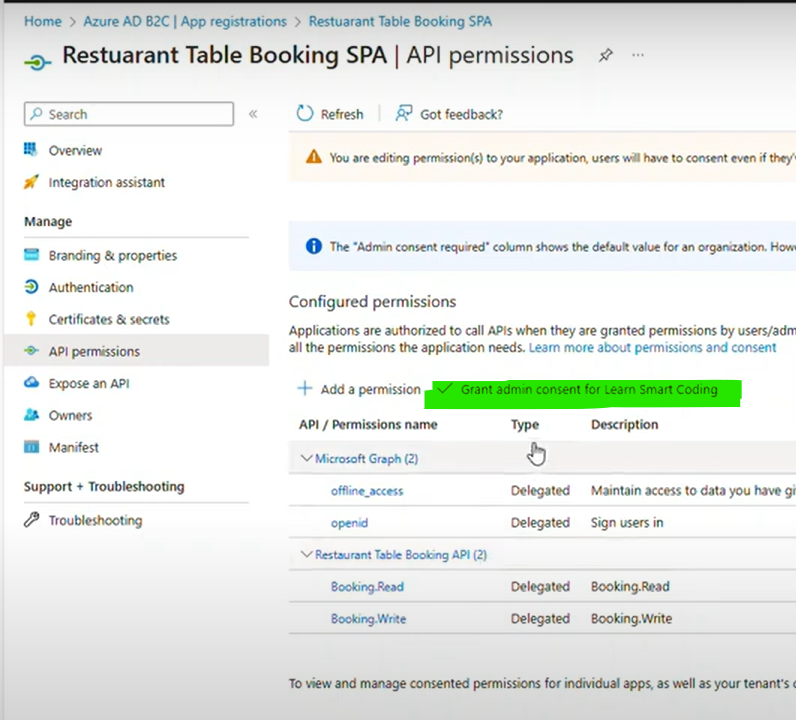 Home > Azure AD B2C | App registrations > Restuarant Table Booking SPA
Restuarant Table Booking SPA | API permissions
Search
Refresh
Got feedback?
Overview
Integration assistant
You are editing permission(s) to your application, users will have to consent even if they'
Manage
The "Admin consent required" column shows the default value for an organization. How
Branding & properties
Authentication
Certificates & secrets
API permissions
Expose an API
Owners
Manifest
Support + Troubleshooting
Troubleshooting
Configured permissions
Applications are authorized to call APIs when they are granted permissions by users/adm
all the permissions the application needs. Learn more about permissions and consent
Add a permission
Grant admin consent for Learn Smart Coding
API / Permissions name Type Description
Microsoft Graph (2)
offline_access Delegated Maintain access to data you have gi
openid Delegated Sign users in
Restaurant Table Booking API (2)
Booking.Read Delegated Booking.Read
Booking.Write Delegated Booking.Write
To view and manage consented permissions for individual apps, as well as your tenant's c